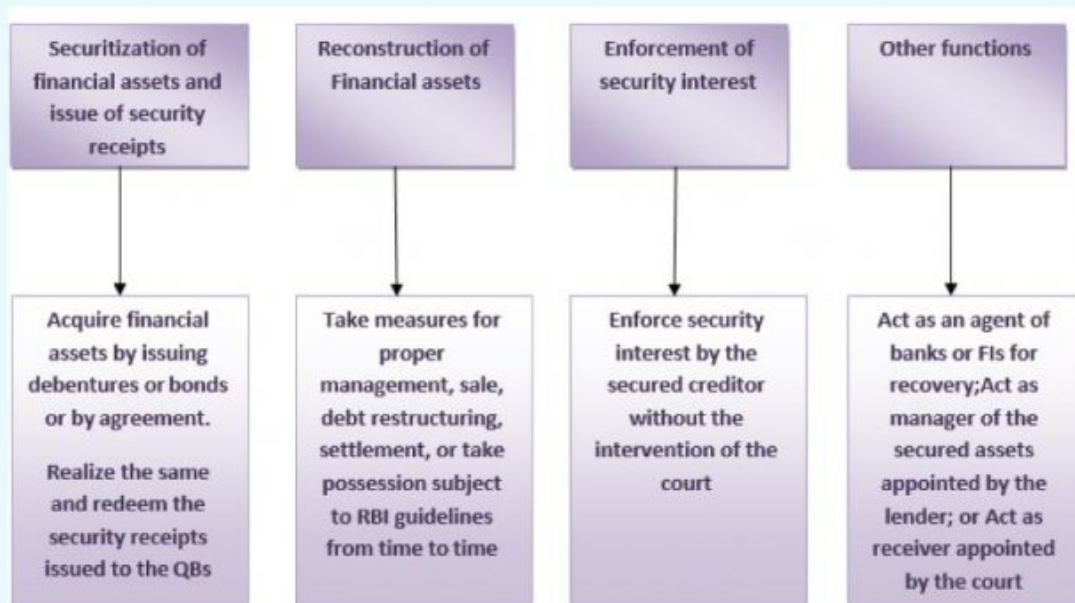 Securitization of
financial assets and
issue of security
receipts
Reconstruction of
Financial assets
Enforcement of
security interest
Other functions
Acquire financial
assets by issuing
debentures or bonds
or by agreement.
Realize the same
and redeem the
security receipts
issued to the QBs
Take measures for
proper
management, sale,
debt restructuring,
settlement, or take
possession subject
to RBI guidelines
from time to time
Enforce security
interest by the
secured creditor
without the
intervention of the
court
Act as an agent of
banks or FIs for
recovery;Act as
manager of the
secured assets
appointed by the
lender; or Act as
receiver appointed
by the court